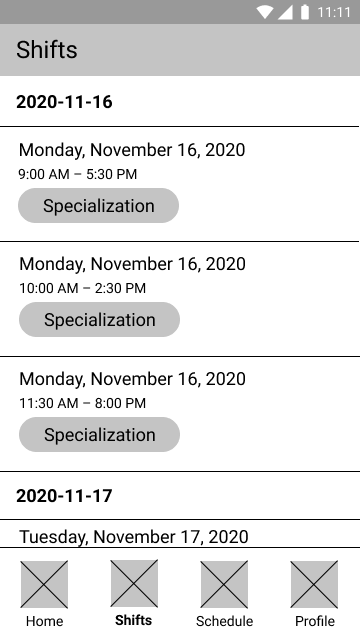 11:11
Shifts
2020-11-16
Monday, November 16, 2020
9:00 AM – 5:30 PM
Specialization
Monday, November 16, 2020
10:00 AM – 2:30 PM
Specialization
Monday, November 16, 2020
11:30 AM – 8:00 PM
Specialization
2020-11-17
Tuesday, November 17, 2020
Home Shifts Schedule Profile